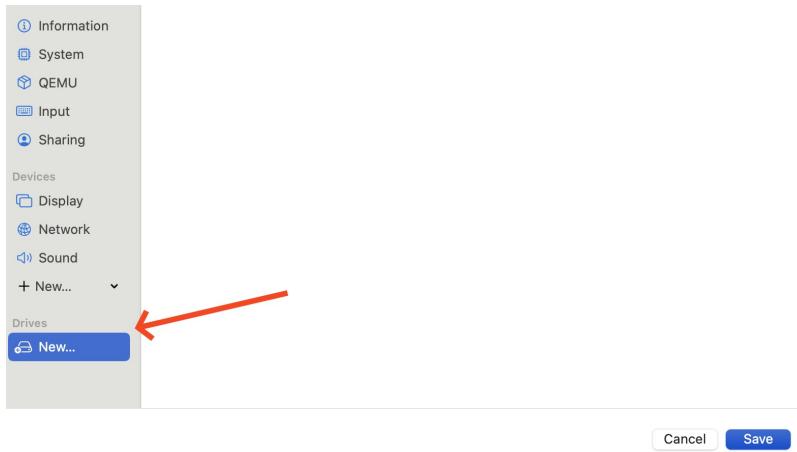 Information
System
QEMU
Input
Sharing
Devices
Display
Network
Sound
+ New...
Drives
New...
Cancel Save